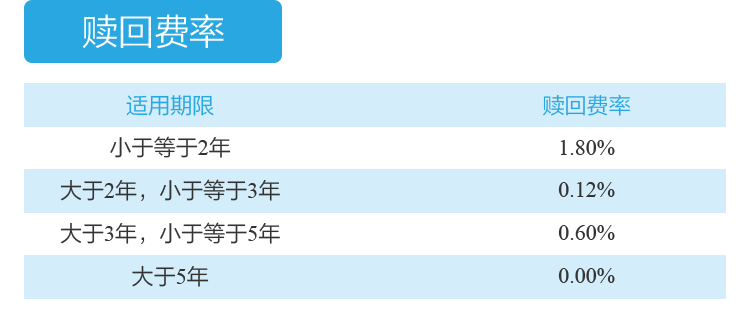 赎回费率
适用期限 赎回费率
小于等于2年 1.80%
大于2年，小于等于3年 0.12%
大于3年，小于等于5年 0.60%
大于5年 0.00%